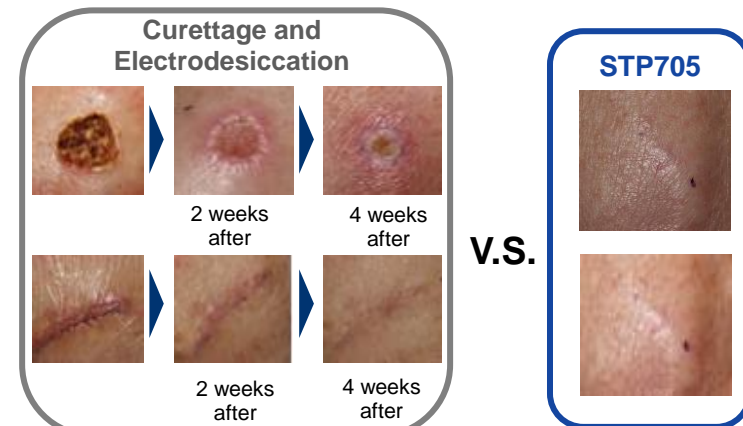 Curettage and
Electrodesiccation
2 weeks
after
4 weeks
after
2 weeks
after
4 weeks
after
V.S.
STP705